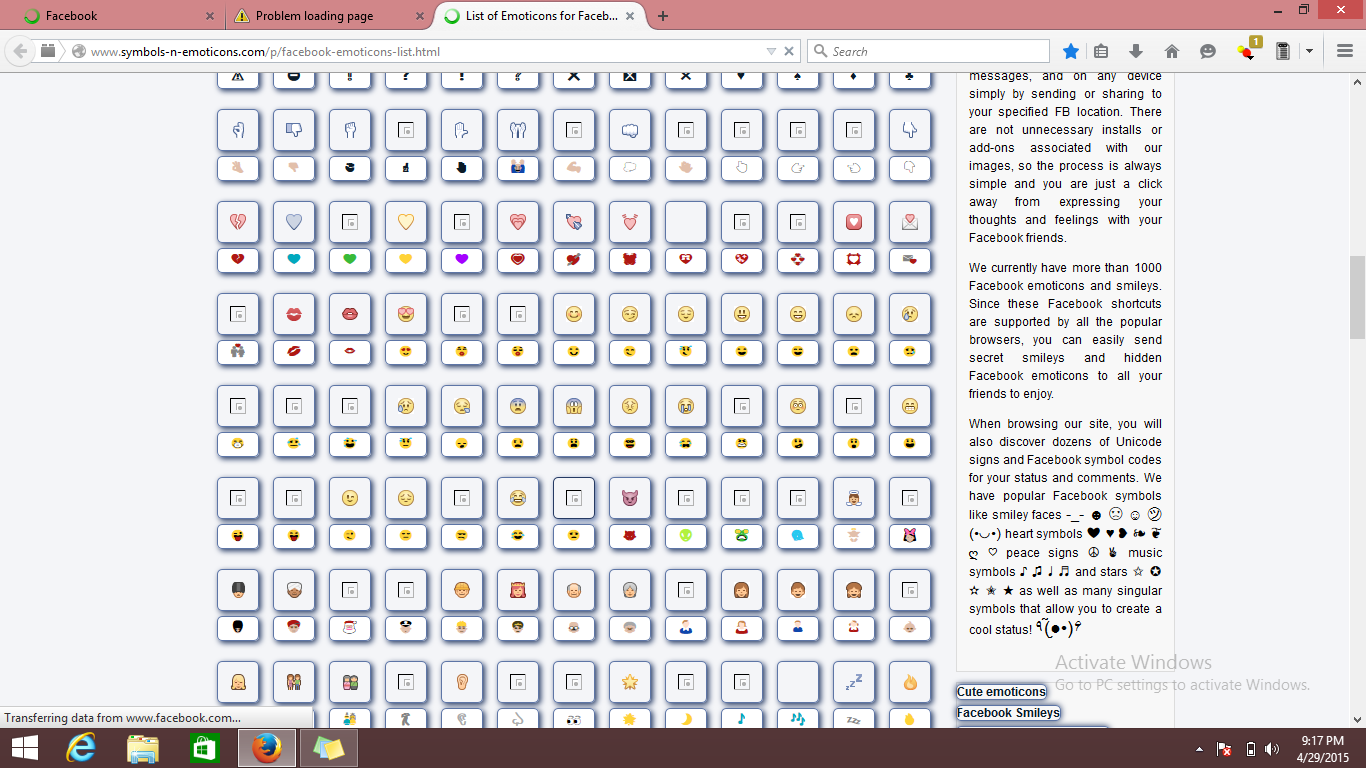 Facebook
Problem loading page
List of Emoticons for Faceb...
www.symbols-n-emoticons.com/p/facebook-emoticons-list.html
Search
1
messages, and on any device
simply by sending or sharing to
your specified FB location. There
are not unnecessary installs or
add-ons associated with our
images, so the process is always
simple and you are just a click
away from expressing your
thoughts and feelings with your
Facebook friends.
We currently have more than 1000
Facebook emoticons and smileys.
Since these Facebook shortcuts
are supported by all the popular
browsers, you can easily send
secret smileys and hidden
Facebook emoticons to all your
friends to enjoy.
When browsing our site, you will
also discover dozens of Unicode
signs and Facebook symbol codes
for your status and comments. We
have popular Facebook symbols
like smiley faces -_- ☻ ☹ ☺ ㋡
(•◡•) heart symbols ❤ ♥ ❥ ❧ ❦
ღ ♡ peace signs ☮ ✌ music
symbols ♪ ♫ ♩ ♬ and stars ☆ ✪
✫ ✬ ★ as well as many singular
symbols that allow you to create a
cool status! ٩(̾●̮̮̃•̃̾)۶
Activate Windows
Go to PC settings to activate Windows.
Cute emoticons
Facebook Smileys
Transferring data from www.facebook.com...
9:17 PM
4/29/2015